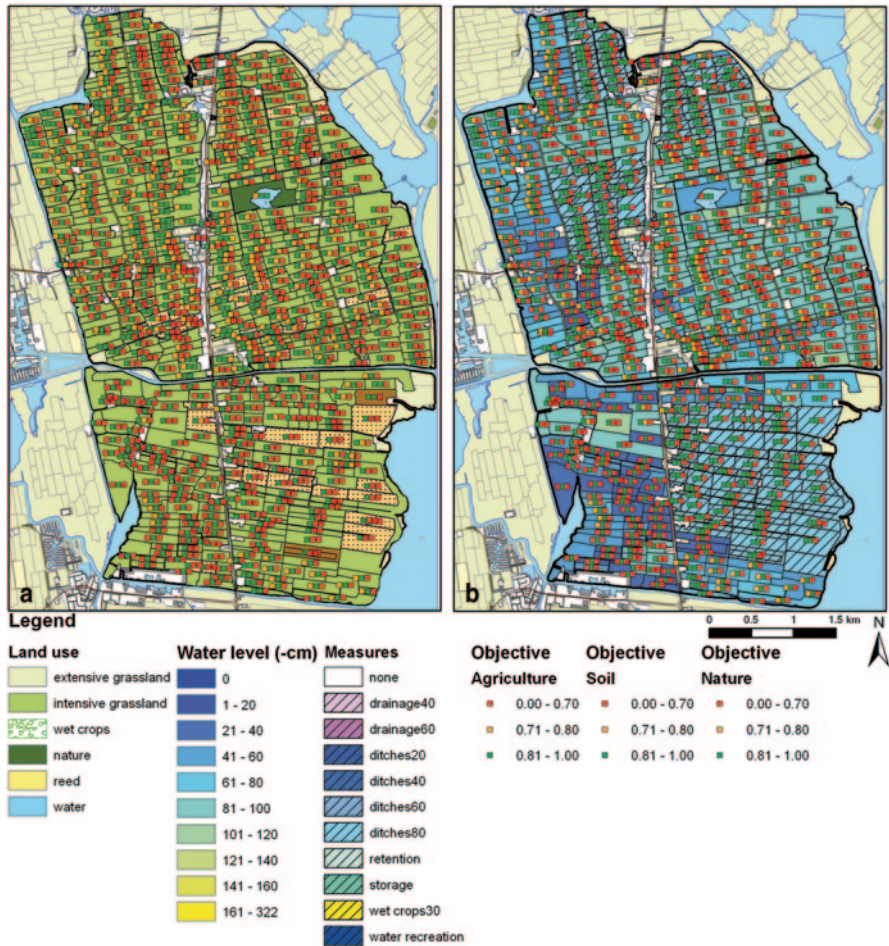 a
b
Legend
0 0.5 1 1.5 km
N
Land use
extensive grassland
intensive grassland
wet crops
nature
reed
water
Water level (-cm)
0
1 - 20
21 - 40
41 - 60
61 - 80
81 - 100
101 - 120
121 - 140
141 - 160
161 - 322
Measures
none
drainage40
drainage60
ditches20
ditches40
ditches60
ditches80
retention
storage
wet crops30
water recreation
Objective
Agriculture
0.00 - 0.70
0.71 - 0.80
0.81 - 1.00
Objective
Soil
0.00 - 0.70
0.71 - 0.80
0.81 - 1.00
Objective
Nature
0.00 - 0.70
0.71 - 0.80
0.81 - 1.00